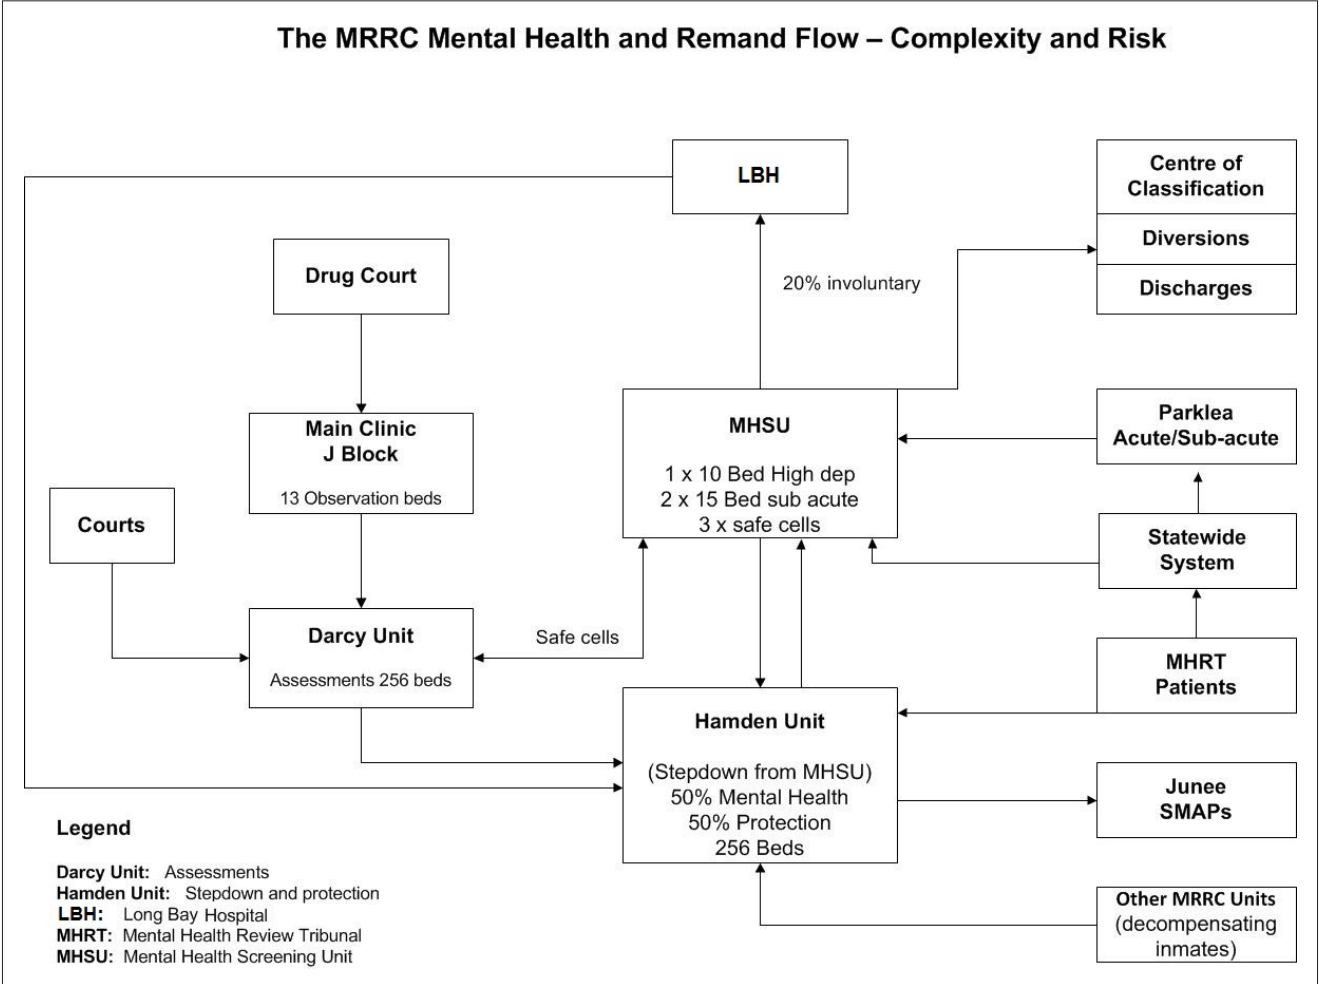 The MRRC Mental Health and Remand Flow – Complexity and Risk
LBH
Centre of
Classification
Diversions
Discharges
Drug Court
20% involuntary
Main Clinic
J Block
13 Observation beds
MHSU
1 x 10 Bed High dep
2 x 15 Bed sub acute
3 x safe cells
Parklea
Acute/Sub-acute
Courts
Statewide
System
Darcy Unit
Assessments 256 beds
Safe cells
MHRT
Patients
Hamden Unit
(Stepdown from MHSU)
50% Mental Health
50% Protection
256 Beds
Junee
SMAPs
Other MRRC Units
(decompensating
inmates)
Legend
Darcy Unit: Assessments
Hamden Unit: Stepdown and protection
LBH: Long Bay Hospital
MHRT: Mental Health Review Tribunal
MHSU: Mental Health Screening Unit